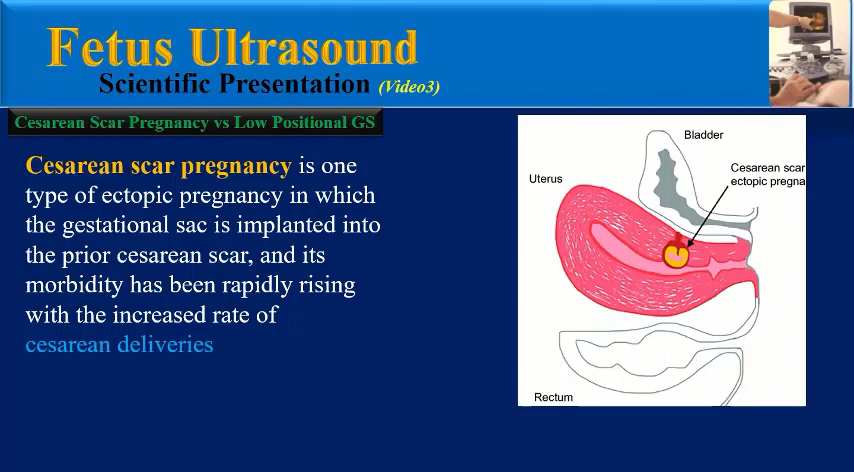 Fetus Ultrasound
Scientific Presentation (Video3)
Cesarean Scar Pregnancy vs Low Positional GS
Cesarean scar pregnancy is one
type of ectopic pregnancy in which
the gestational sac is implanted into
the prior cesarean scar, and its
morbidity has been rapidly rising
with the increased rate of
cesarean deliveries
Bladder
Cesarean scar
ectopic pregna
Uterus
Rectum